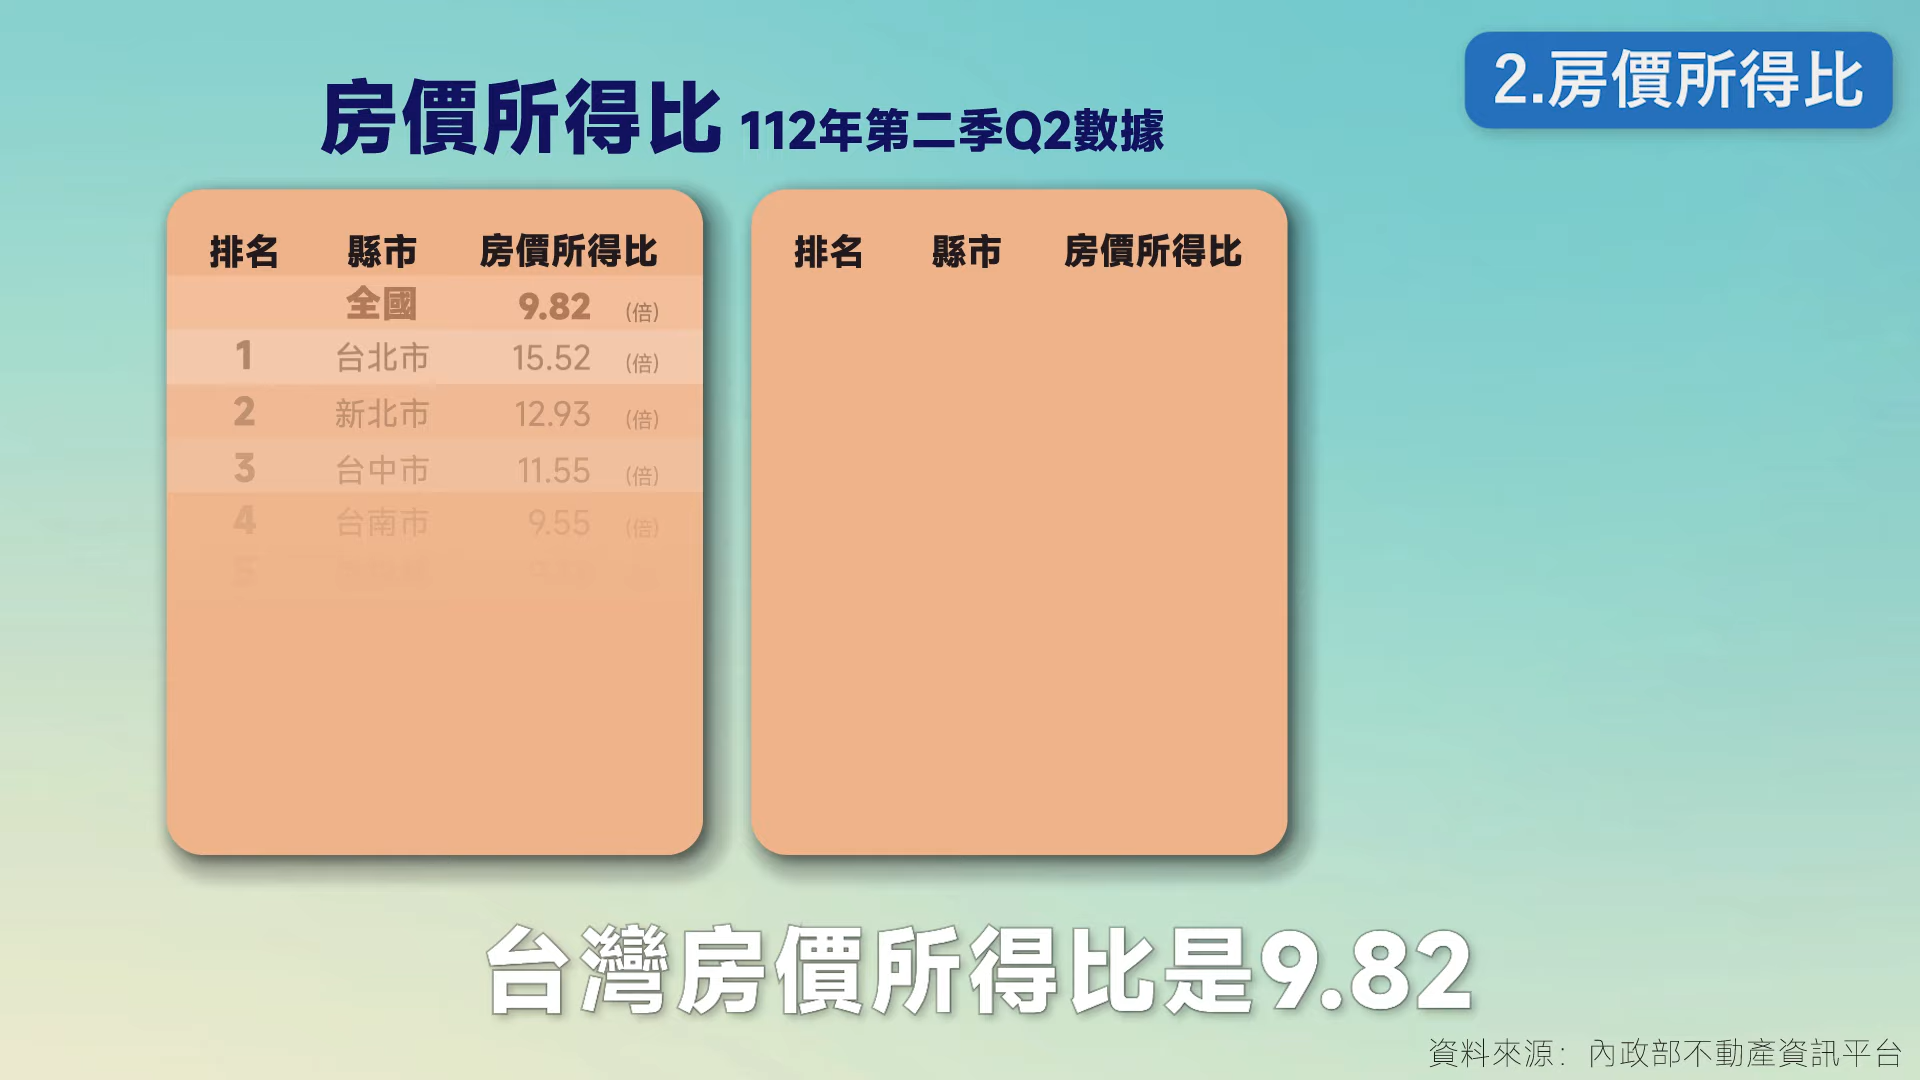 2.房價所得比
房價所得比 112年第二季Q2數據
排名 縣市 房價所得比
全國 9.82 (倍)
1 台北市 15.52 (倍)
2 新北市 12.93 (倍)
3 台中市 11.55 (倍)
4 台南市 9.55 (倍)
5
排名 縣市 房價所得比
台灣房價所得比是9.82
資料來源：內政部不動產資訊平台